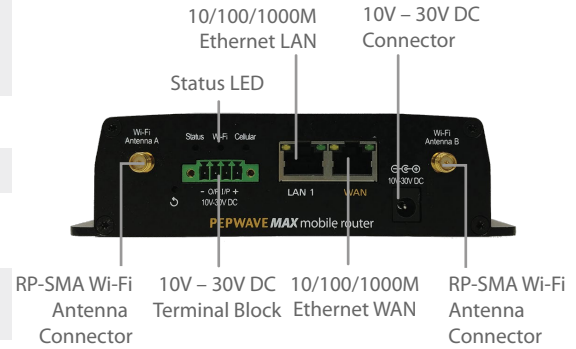 10/100/1000M
Ethernet LAN
10V – 30V DC
Connector
Status LED
Wi-Fi
Antenna A
Status Wi-Fi Cellular
Wi-Fi
Antenna B
10V-30V DC
LAN 1
WAN
– O/P I/P +
10V-30V DC
PEPWAVE MAX mobile router
RP-SMA Wi-Fi
Antenna
Connector
10V – 30V DC
Terminal Block
10/100/1000M
Ethernet WAN
RP-SMA Wi-Fi
Antenna
Connector